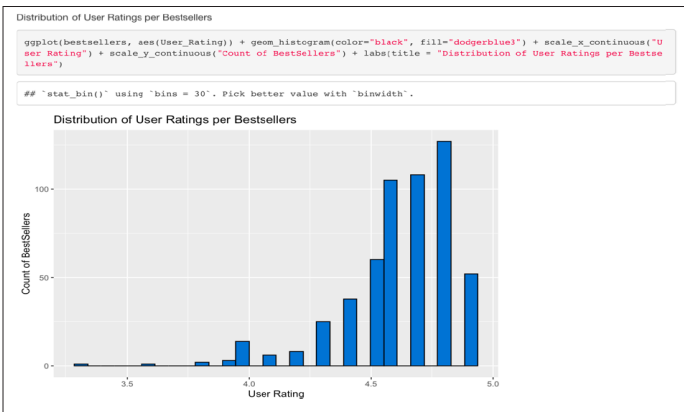 Distribution of User Ratings per Bestsellers
ggplot(bestsellers, aes(User_Rating)) + geom_histogram(color="black", fill="dodgerblue3") + scale_x_continuous("U
ser Rating") + scale_y_continuous("Count of BestSellers") + labs(title = "Distribution of User Ratings per Bestse
llers")
## `stat_bin()` using `bins = 30`. Pick better value with `binwidth`.
Distribution of User Ratings per Bestsellers
Count of BestSellers
100
50
0
3.5 4.0 4.5 5.0
User Rating